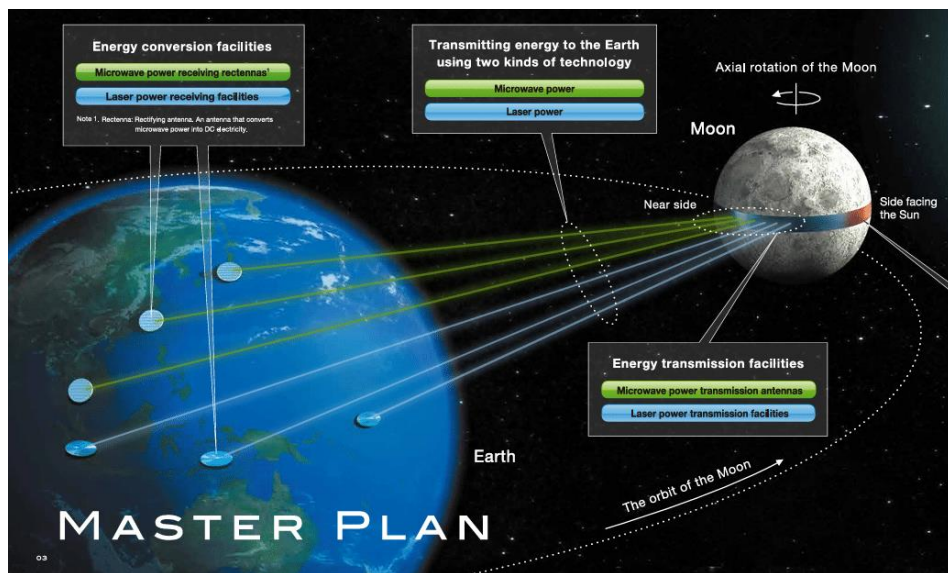 Energy conversion facilities
Microwave power receiving rectennas¹
Laser power receiving facilities
Note 1. Rectenna: Rectifying antenna. An antenna that converts
microwave power into DC electricity.
Transmitting energy to the Earth
using two kinds of technology
Microwave power
Laser power
Axial rotation of the Moon
Moon
Near side
Side facing
the Sun
Energy transmission facilities
Microwave power transmission antennas
Laser power transmission facilities
Earth
The orbit of the Moon
MASTER PLAN
03